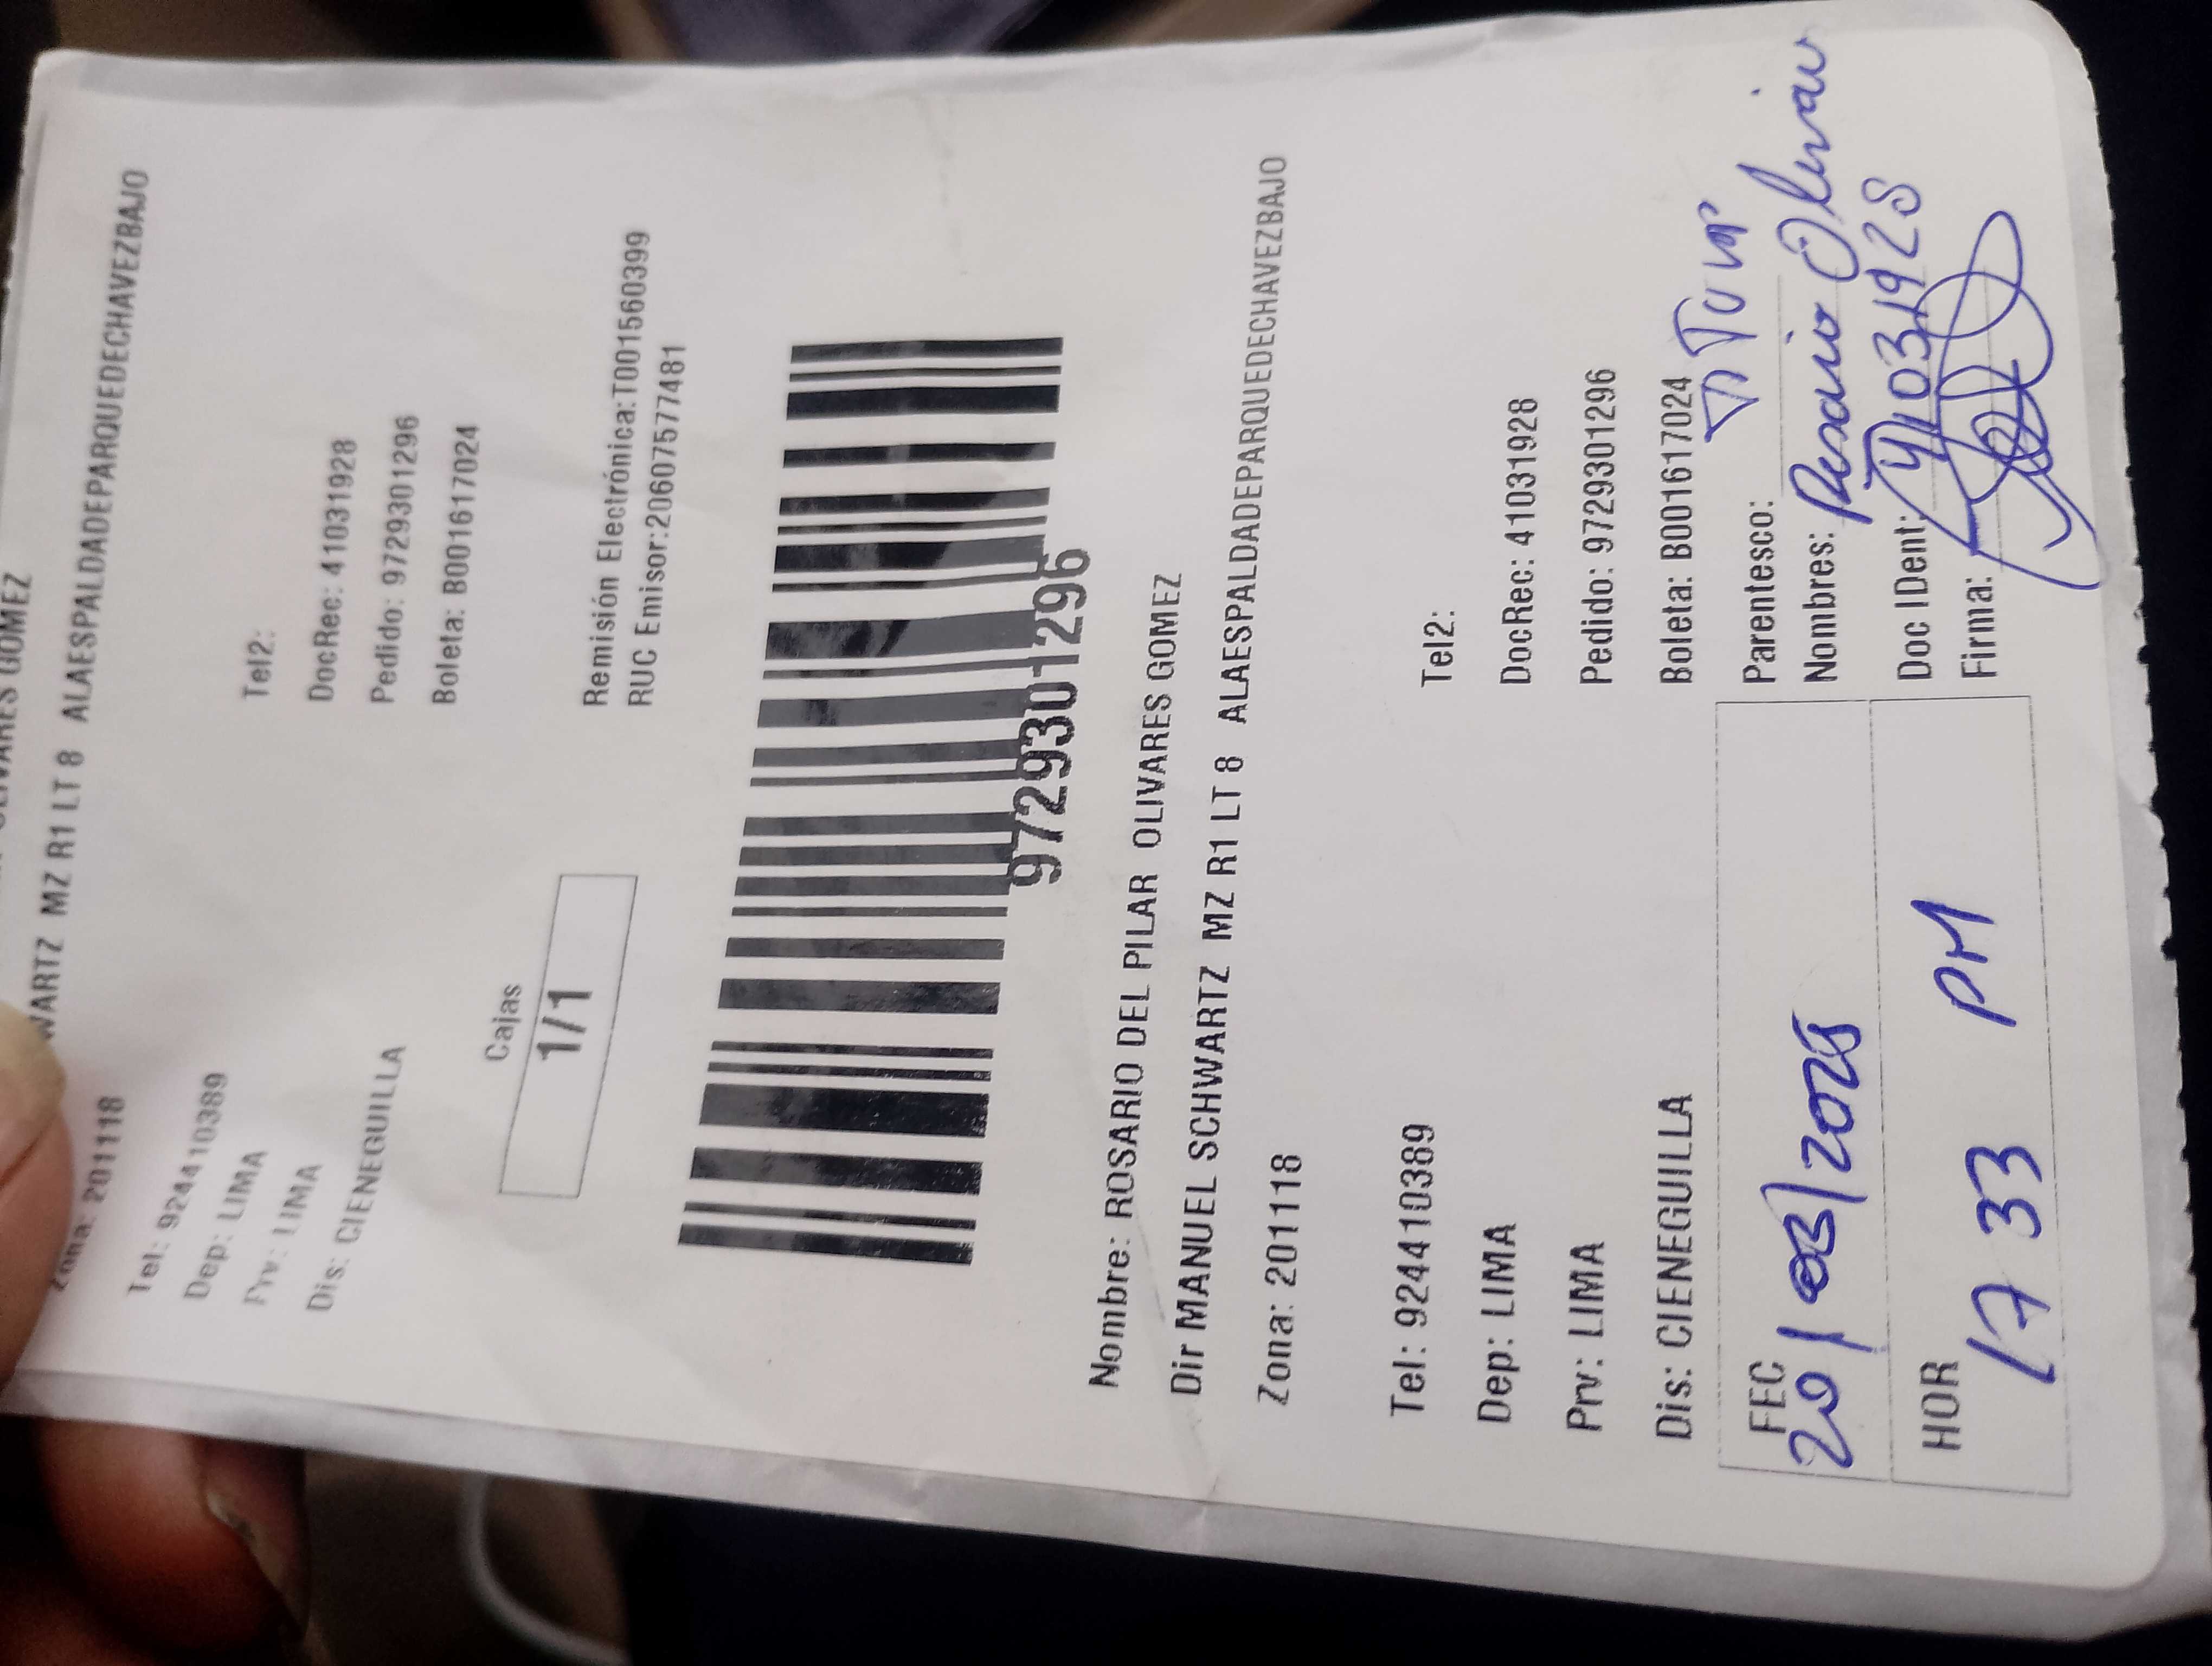 OLIVARES GOMEZ
WARTZ MZ R1 LT 8 ALAESPALDADEPARQUEDECHAVEZBAJO
Zona: 201118
Tel: 924410389
Tel2:
Dep: LIMA
DocRec: 41031928
Prv: LIMA
Pedido: 9729301296
Dis: CIENEGUILLA
Boleta: B001617024
Cajas
1/1
Remisión Electrónica:T001560399
RUC Emisor:20607577481
9729301296
Nombre: ROSARIO DEL PILAR OLIVARES GOMEZ
Dir MANUEL SCHWARTZ MZ R1 LT 8 ALAESPALDADEPARQUEDECHAVEZBAJO
Zona: 201118
Tel: 924410389
Tel2:
Dep: LIMA
DocRec: 41031928
Prv: LIMA
Pedido: 9729301296
Dis: CIENEGUILLA
Boleta: B001617024
FEC
20/03/2025
Parentesco: TITULAR
Nombres: Rosario Olivares
HOR
17 33 PM
Doc IDent: 41031928
Firma: